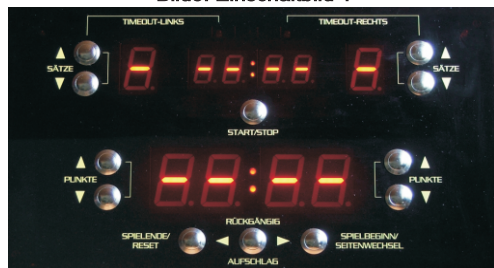 TIMEOUT-LINKS TIMEOUT-RECHTS
SÄTZE - --:-- - SÄTZE
START/STOP
PUNKTE --:-- PUNKTE
RÜCKGÄNGIG
SPIELENDE/ SPIELBEGINN/
RESET SEITENWECHSEL
AUFSCHLAG